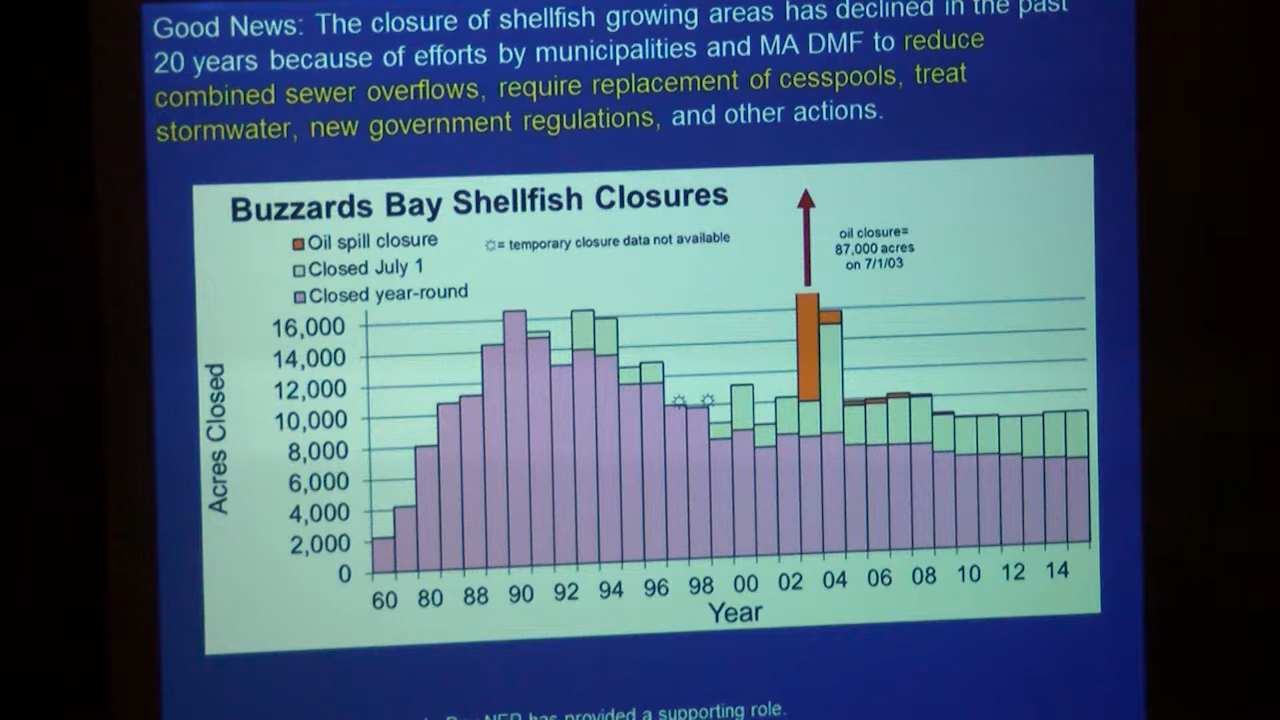 Good News: The closure of shellfish growing areas has declined in the past
20 years because of efforts by municipalities and MA DMF to reduce
combined sewer overflows, require replacement of cesspools, treat
stormwater, new government regulations, and other actions.
Buzzards Bay Shellfish Closures
Oil spill closure
☼= temporary closure data not available
Closed July 1
Closed year-round
oil closure=
87,000 acres
on 7/1/03
16,000
14,000
12,000
10,000
8,000
6,000
4,000
2,000
0
Acres Closed
60 80 88 90 92 94 96 98 00 02 04 06 08 10 12 14
Year
NEP has provided a supporting role.